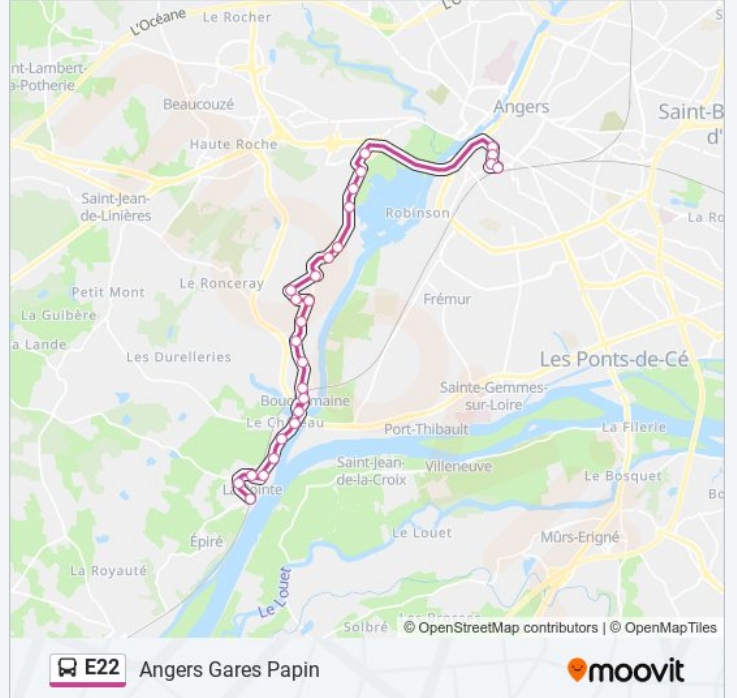 L'Océane
Le Rocher
L'O
S
nt-Lambert-
a-Potherie
Beaucouzé
Angers
Saint-B
d'
Haute Roche
Saint-Jean-
de-Linières
Robinson
La Ro
Le Ronceray
Petit Mont
Frémur
La Guibère
a Lande
Les Durelleries
Les Ponts-de-Cé
Sainte-Gemmes-
sur-Loire
Bouchemaine
Le Château
Port-Thibault
La Filerie
Saint-Jean-
de-la-Croix
Villeneuve
Le Bosquet
La Pointe
Bo
Le Louet
Épiré
Mûrs-Erigné
La Royauté
Le Louet
Solbré
© OpenStreetMap contributors | © OpenMapTiles
E22 Angers Gares Papin
moovit